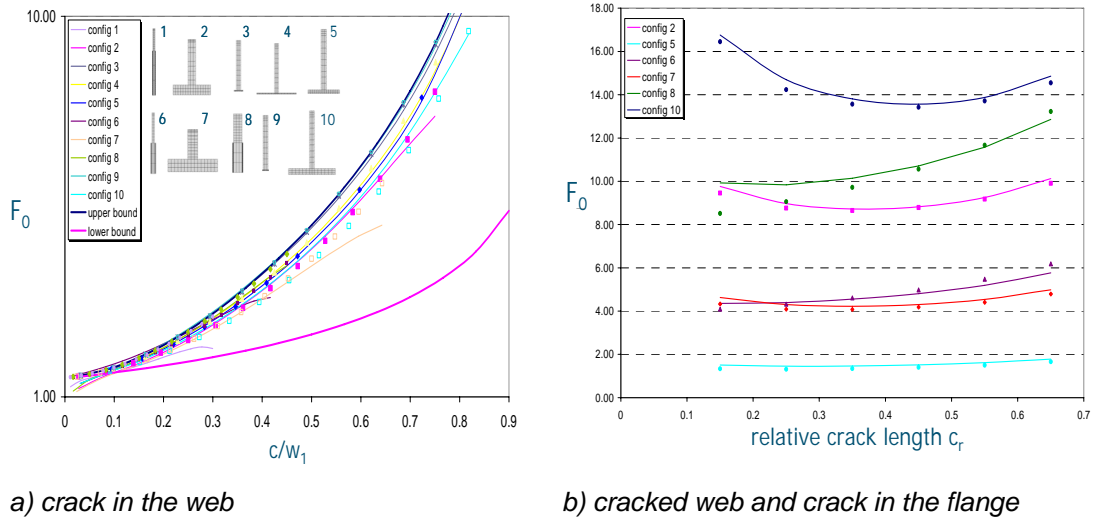 10.00
F0
1.00
config 1
config 2
config 3
config 4
config 5
config 6
config 7
config 8
config 9
config 10
upper bound
lower bound
1
2
3
4
5
6
7
8
9
10
0 0.1 0.2 0.3 0.4 0.5 0.6 0.7 0.8 0.9
c/w1
a) crack in the web
18.00
16.00
14.00
12.00
10.00
8.00
6.00
4.00
2.00
0.00
F0
config 2
config 5
config 6
config 7
config 8
config 10
0 0.1 0.2 0.3 0.4 0.5 0.6 0.7
relative crack length cr
b) cracked web and crack in the flange